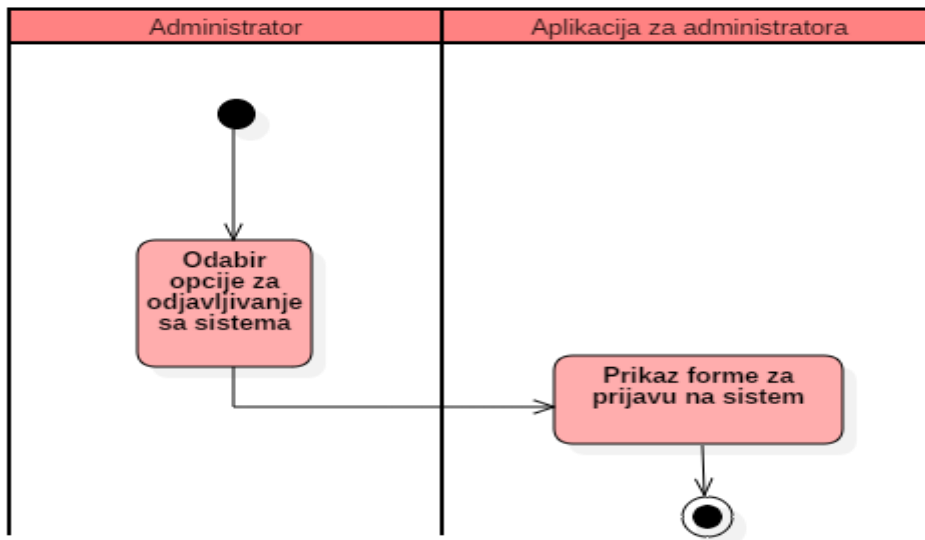 Administrator
Aplikacija za administratora
Odabir
opcije za
odjavljivanje
sa sistema
Prikaz forme za
prijavu na sistem